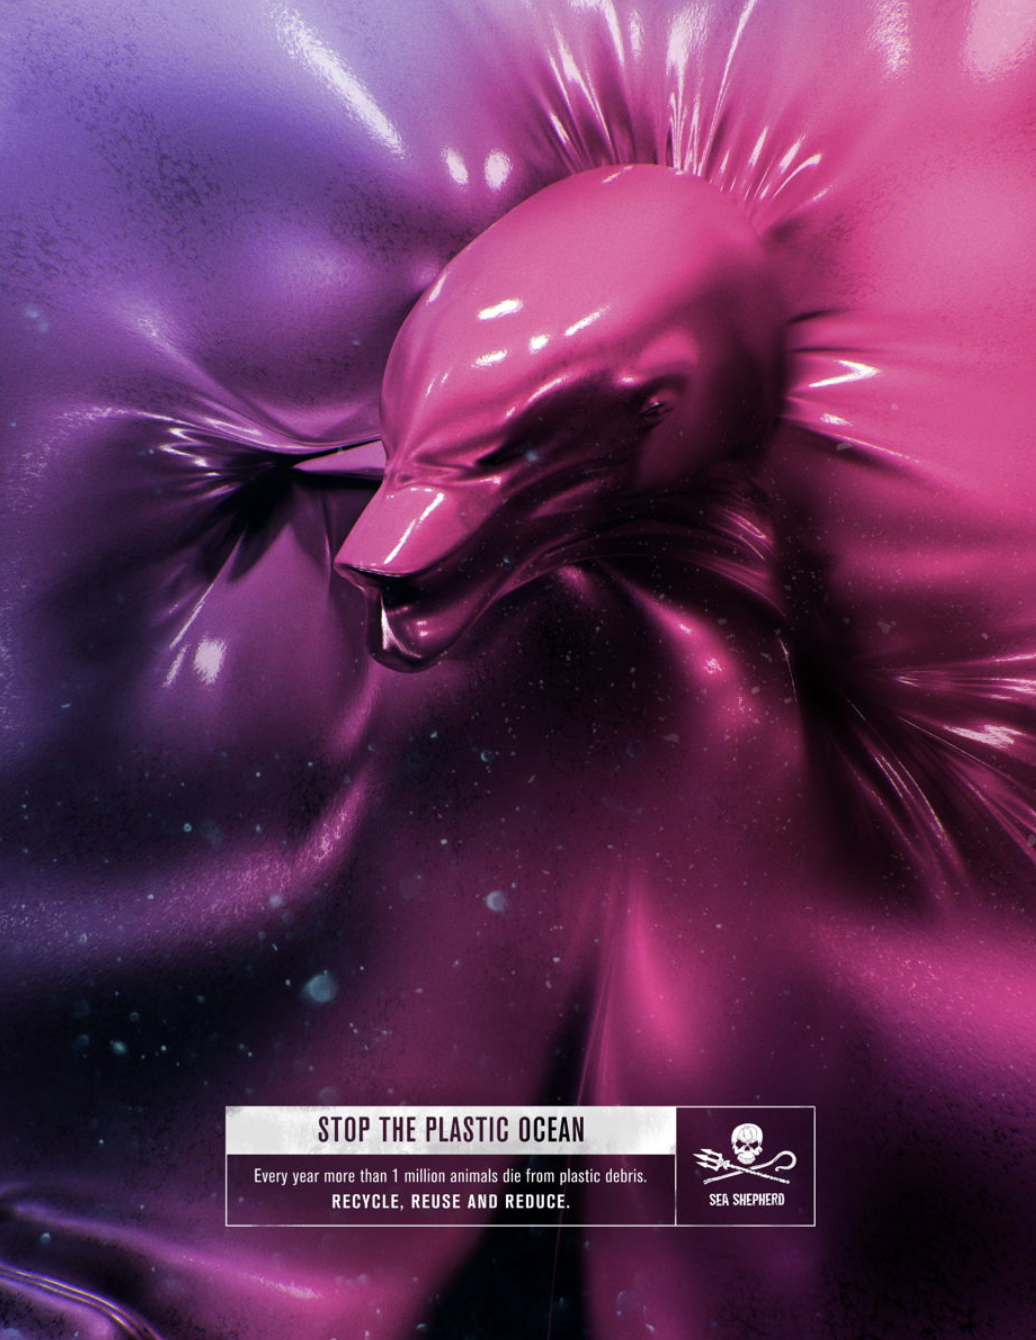 STOP THE PLASTIC OCEAN
Every year more than 1 million animals die from plastic debris.
RECYCLE, REUSE AND REDUCE.
SEA SHEPHERD